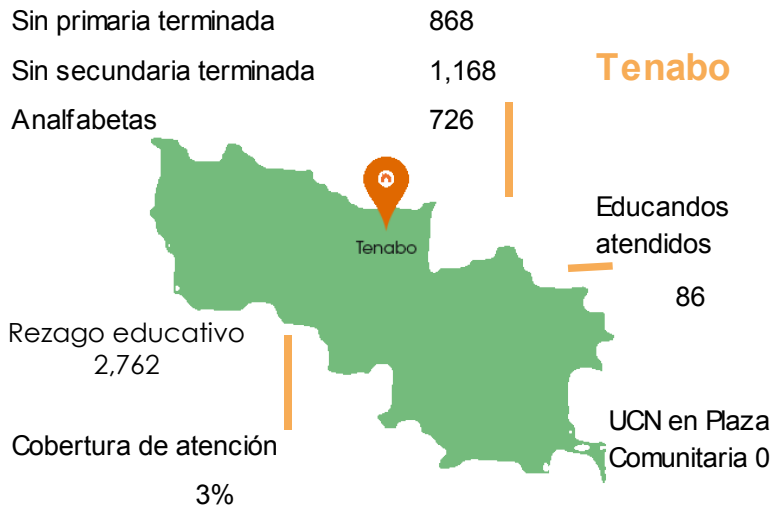 Sin primaria terminada 868
Sin secundaria terminada 1,168
Tenabo
Analfabetas 726
Tenabo
Educandos
atendidos
86
Rezago educativo
2,762
Cobertura de atención
3%
UCN en Plaza
Comunitaria 0